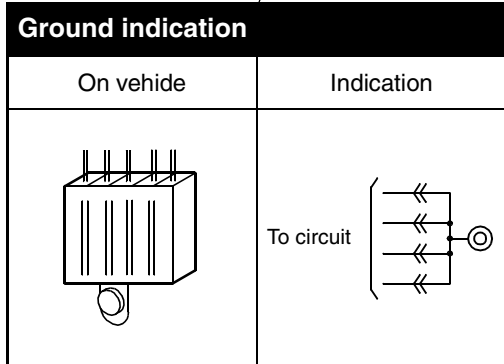 Ground indication
On vehide
Indication
To circuit